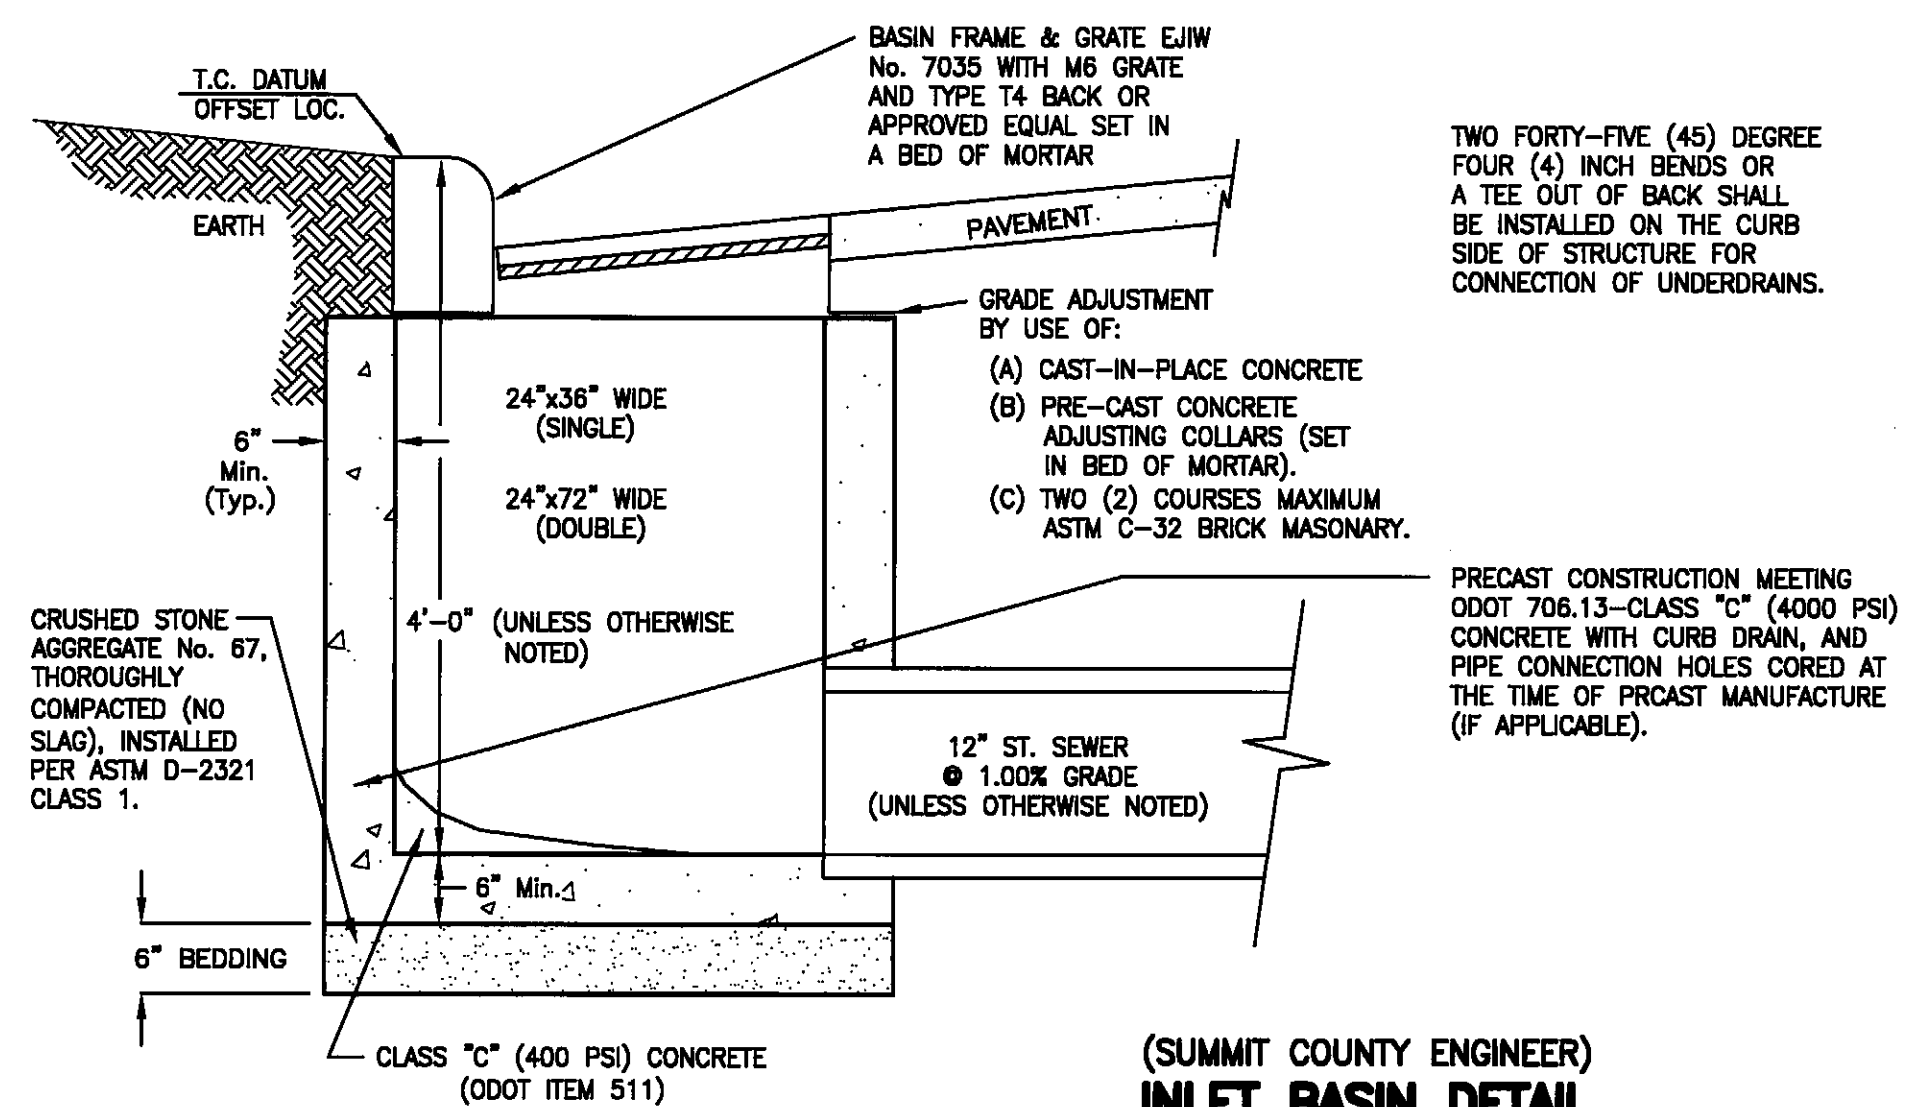 T.C. DATUM
OFFSET LOC.
BASIN FRAME & GRATE EJIW
No. 7035 WITH M6 GRATE
AND TYPE T4 BACK OR
APPROVED EQUAL SET IN
A BED OF MORTAR
TWO FORTY-FIVE (45) DEGREE
FOUR (4) INCH BENDS OR
A TEE OUT OF BACK SHALL
BE INSTALLED ON THE CURB
SIDE OF STRUCTURE FOR
CONNECTION OF UNDERDRAINS.
EARTH
PAVEMENT
GRADE ADJUSTMENT
BY USE OF:
(A) CAST-IN-PLACE CONCRETE
(B) PRE-CAST CONCRETE
ADJUSTING COLLARS (SET
IN BED OF MORTAR).
(C) TWO (2) COURSES MAXIMUM
ASTM C-32 BRICK MASONARY.
24"x36" WIDE
(SINGLE)
6"
Min.
(Typ.)
24"x72" WIDE
(DOUBLE)
4'-0" (UNLESS OTHERWISE
NOTED)
PRECAST CONSTRUCTION MEETING
ODOT 706.13-CLASS "C" (4000 PSI)
CONCRETE WITH CURB DRAIN, AND
PIPE CONNECTION HOLES CORED AT
THE TIME OF PRCAST MANUFACTURE
(IF APPLICABLE).
CRUSHED STONE
AGGREGATE No. 67,
THOROUGHLY
COMPACTED (NO
SLAG), INSTALLED
PER ASTM D-2321
CLASS 1.
12" ST. SEWER
@ 1.00% GRADE
(UNLESS OTHERWISE NOTED)
6" Min.
6" BEDDING
CLASS "C" (400 PSI) CONCRETE
(ODOT ITEM 511)
(SUMMIT COUNTY ENGINEER)
INLET BASIN DETAIL